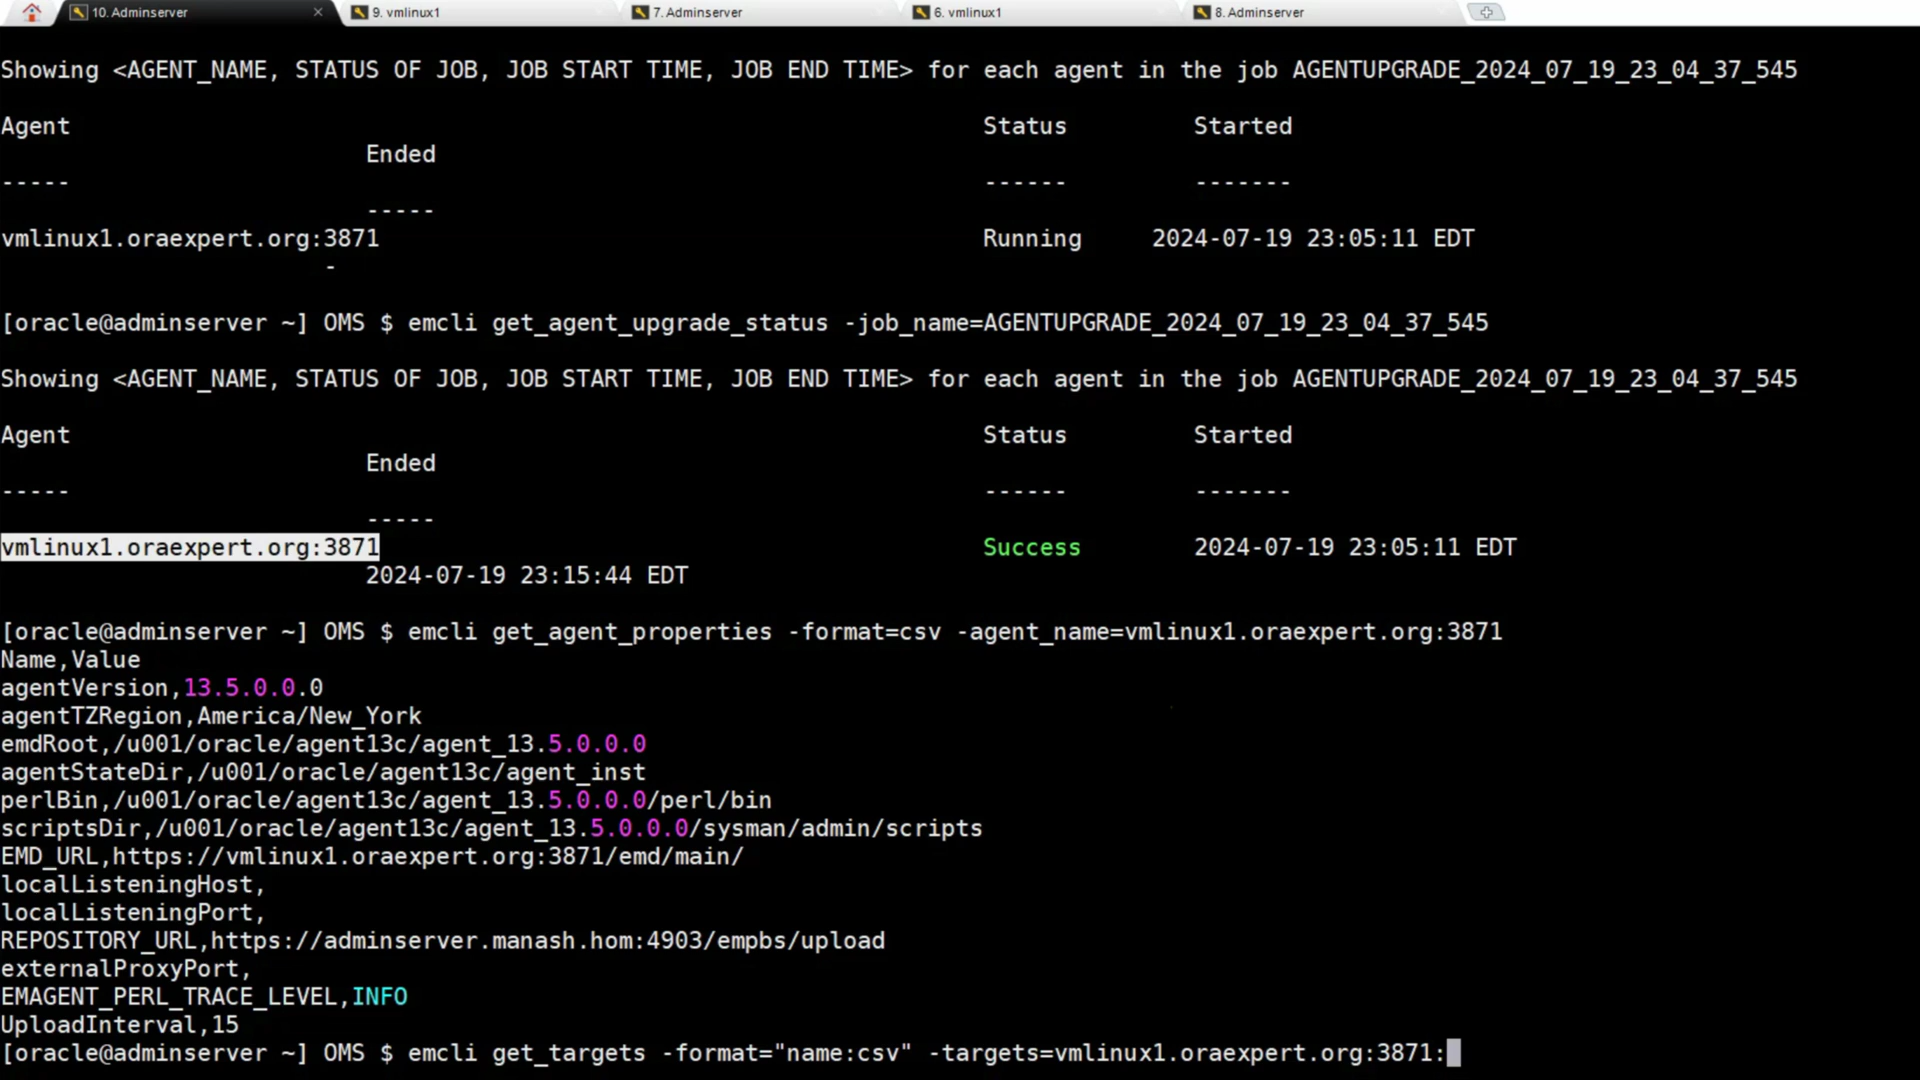 10. Adminserver
9. vmlinux1
7. Adminserver
6. vmlinux1
8. Adminserver
Showing <AGENT_NAME, STATUS OF JOB, JOB START TIME, JOB END TIME> for each agent in the job AGENTUPGRADE_2024_07_19_23_04_37_545
Agent Status Started
Ended
----- ------ -------
-----
vmlinux1.oraexpert.org:3871 Running 2024-07-19 23:05:11 EDT
-
[oracle@adminserver ~] OMS $ emcli get_agent_upgrade_status -job_name=AGENTUPGRADE_2024_07_19_23_04_37_545
Showing <AGENT_NAME, STATUS OF JOB, JOB START TIME, JOB END TIME> for each agent in the job AGENTUPGRADE_2024_07_19_23_04_37_545
Agent Status Started
Ended
----- ------ -------
-----
vmlinux1.oraexpert.org:3871 Success 2024-07-19 23:05:11 EDT
2024-07-19 23:15:44 EDT
[oracle@adminserver ~] OMS $ emcli get_agent_properties -format=csv -agent_name=vmlinux1.oraexpert.org:3871
Name,Value
agentVersion,13.5.0.0.0
agentTZRegion,America/New_York
emdRoot,/u001/oracle/agent13c/agent_13.5.0.0.0
agentStateDir,/u001/oracle/agent13c/agent_inst
perlBin,/u001/oracle/agent13c/agent_13.5.0.0.0/perl/bin
scriptsDir,/u001/oracle/agent13c/agent_13.5.0.0.0/sysman/admin/scripts
EMD_URL,https://vmlinux1.oraexpert.org:3871/emd/main/
localListeningHost,
localListeningPort,
REPOSITORY_URL,https://adminserver.manash.hom:4903/empbs/upload
externalProxyPort,
EMAGENT_PERL_TRACE_LEVEL,INFO
UploadInterval,15
[oracle@adminserver ~] OMS $ emcli get_targets -format="name:csv" -targets=vmlinux1.oraexpert.org:3871: